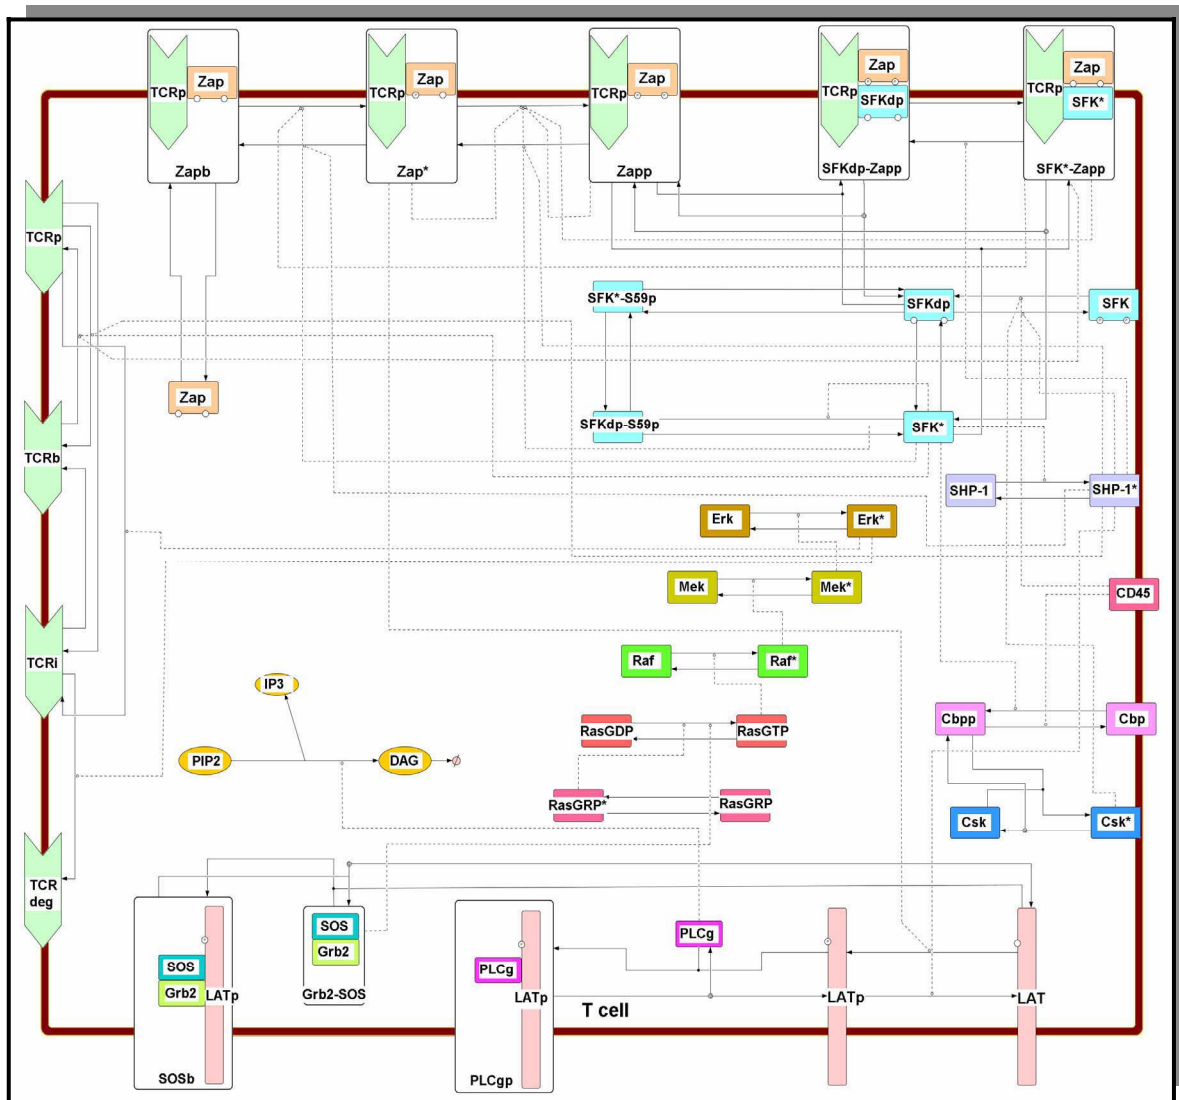 Zap
TCRp
Zapb
Zap
TCRp
Zap*
Zap
TCRp
Zapp
Zap
TCRp
SFKdp
SFKdp-Zapp
Zap
TCRp
SFK*
SFK*-Zapp
TCRp
SFK*-S59p
SFKdp
SFK
Zap
SFKdp-S59p
SFK*
TCRb
SHP-1
SHP-1*
Erk
Erk*
Mek
Mek*
CD45
TCRi
Raf
Raf*
IP3
RasGDP
RasGTP
Cbpp
Cbp
PIP2
DAG
RasGRP*
RasGRP
Csk
Csk*
TCR
deg
SOS
Grb2
Grb2-SOS
SOS
Grb2
LATp
SOSb
PLCg
LATp
PLCgp
PLCg
LATp
LAT
T cell